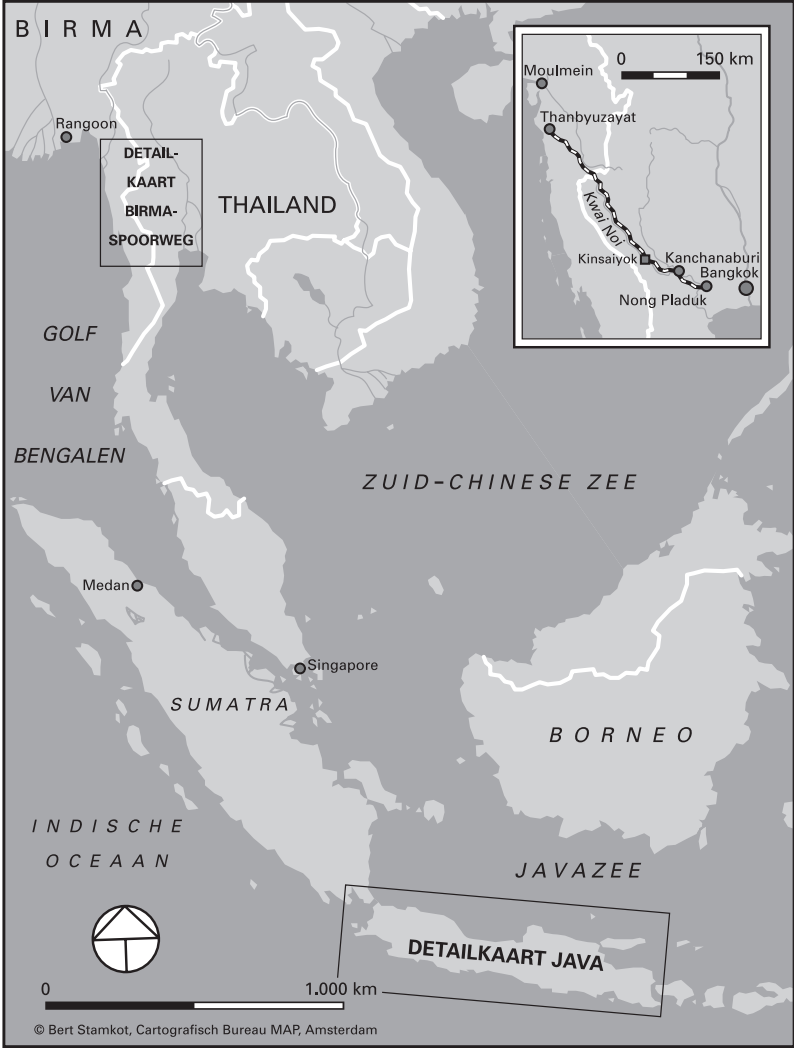 BIRMA
Rangoon
DETAIL-
KAART
BIRMA-
SPOORWEG
THAILAND
0 150 km
Moulmein
Thanbyuzayat
Kwai Noi
Kinsaiyok
Kanchanaburi
Bangkok
Nong Pladuk
GOLF
VAN
BENGALEN
ZUID-CHINESE ZEE
Medan
Singapore
SUMATRA
BORNEO
INDISCHE
OCEAAN
JAVAZEE
DETAILKAART JAVA
0 1.000 km
© Bert Stamkot, Cartografisch Bureau MAP, Amsterdam